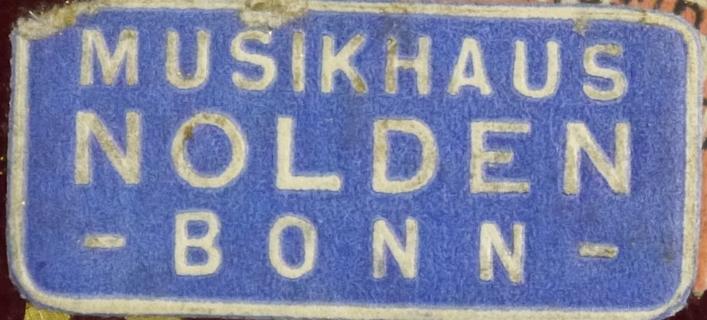 MUSIKHAUS
NOLDEN
- BONN -